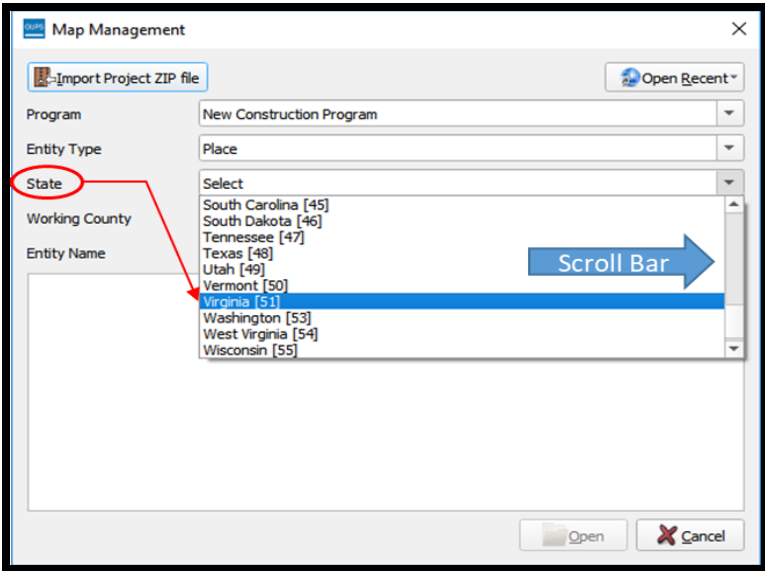 GUPS Map Management
Import Project ZIP file
Open Recent
Program
New Construction Program
Entity Type
Place
State
Select
South Carolina [45]
South Dakota [46]
Working County
Tennessee [47]
Texas [48]
Entity Name
Scroll Bar
Utah [49]
Vermont [50]
Virginia [51]
Washington [53]
West Virginia [54]
Wisconsin [55]
Open
Cancel